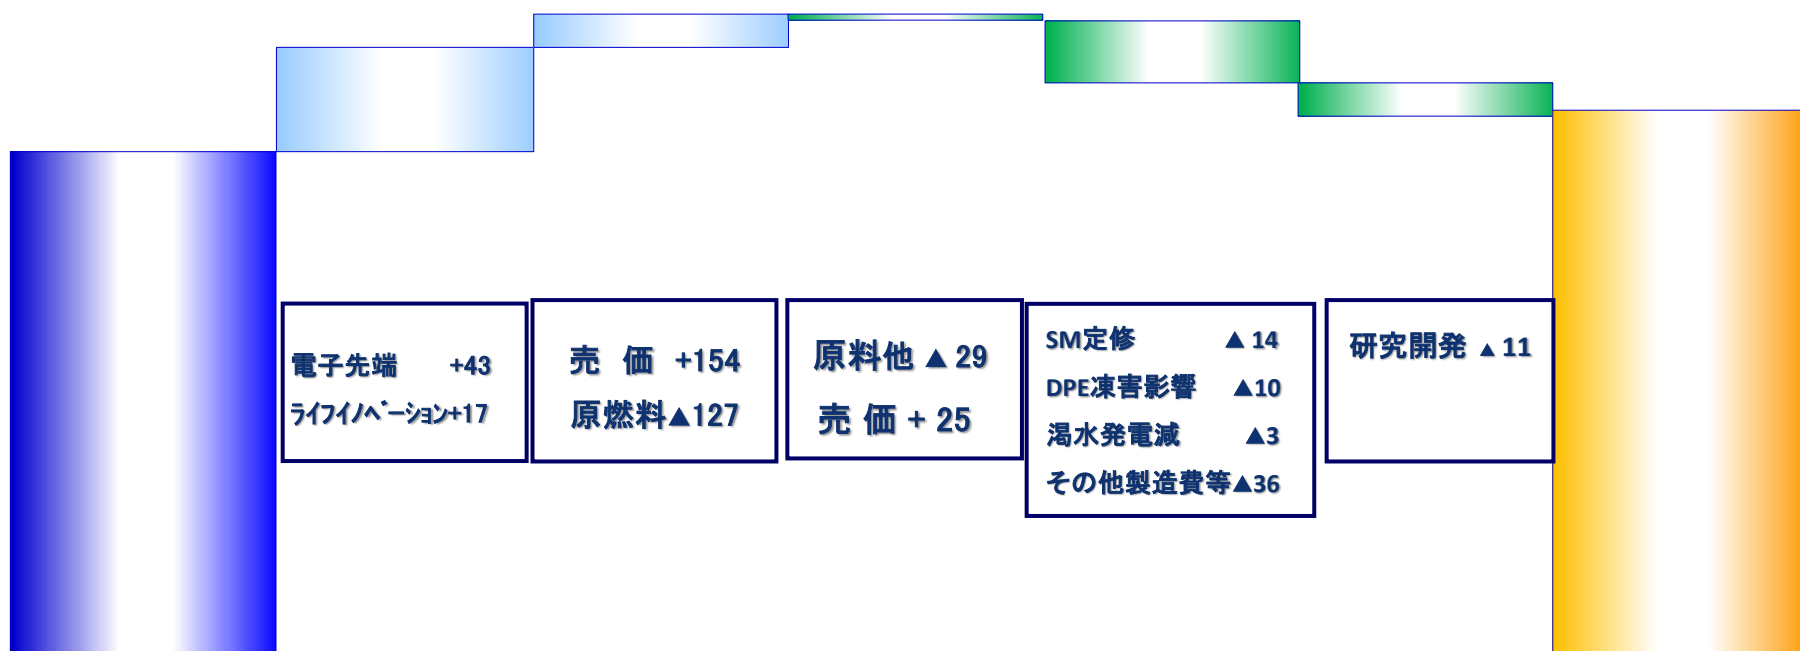 電子先端 +43
ﾗｲﾌｲﾉﾍﾞｰｼｮﾝ+17
売 価 +154
原燃料▲127
原料他 ▲ 29
売 価 + 25
SM定修 ▲ 14
DPE凍害影響 ▲10
渇水発電減 ▲3
その他製造費等▲36
研究開発 ▲ 11